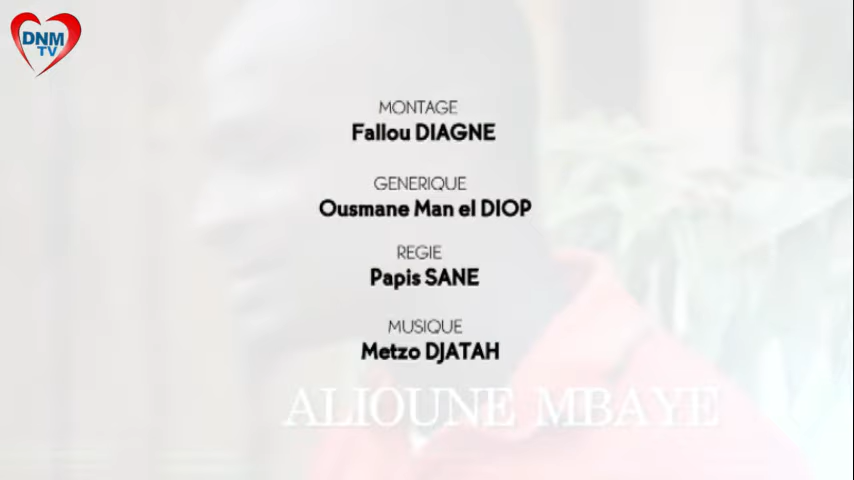 DNM
TV
MONTAGE
Fallou DIAGNE
GENERIQUE
Ousmane Man el DIOP
REGIE
Papis SANE
MUSIQUE
Metzo DJATAH
ALIOUNE MBAYE